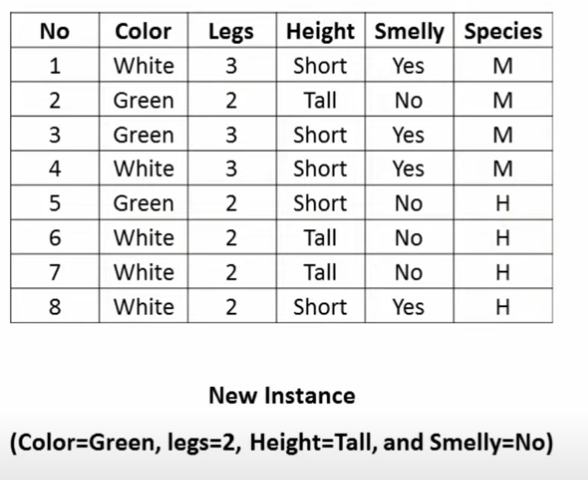 No Color Legs Height Smelly Species
1 White 3 Short Yes M
2 Green 2 Tall No M
3 Green 3 Short Yes M
4 White 3 Short Yes M
5 Green 2 Short No H
6 White 2 Tall No H
7 White 2 Tall No H
8 White 2 Short Yes H
New Instance
(Color=Green, legs=2, Height=Tall, and Smelly=No)